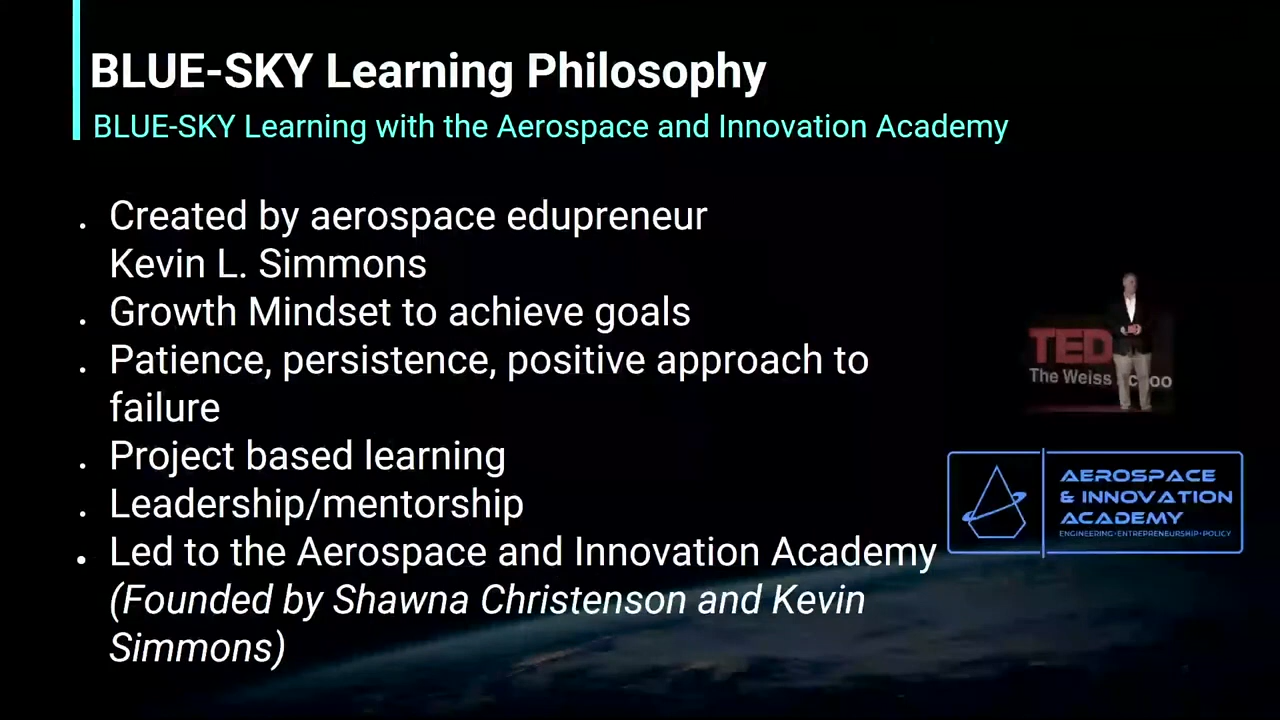 BLUE-SKY Learning Philosophy
BLUE-SKY Learning with the Aerospace and Innovation Academy
• Created by aerospace edupreneur
Kevin L. Simmons
• Growth Mindset to achieve goals
• Patience, persistence, positive approach to
failure
• Project based learning
• Leadership/mentorship
• Led to the Aerospace and Innovation Academy
(Founded by Shawna Christenson and Kevin
Simmons)
TED
The Weiss
AEROSPACE
& INNOVATION
ACADEMY
ENGINEERING•ENTREPRENEURSHIP•POLICY